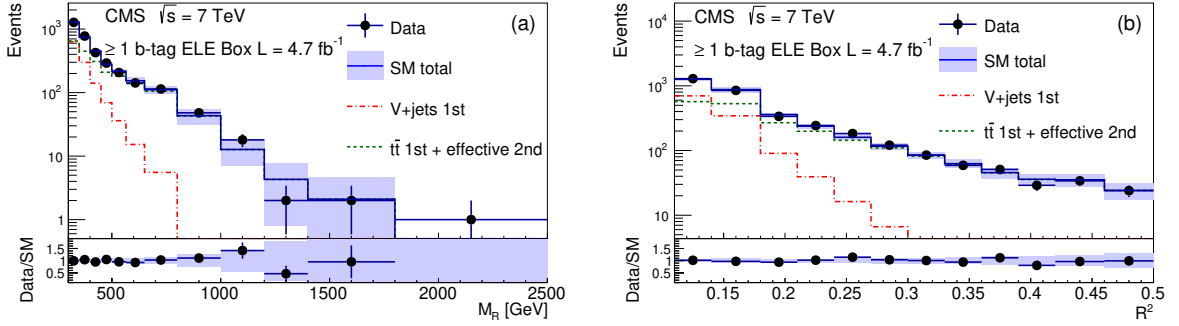 CMS √s = 7 TeV (a)
≥ 1 b-tag ELE Box L = 4.7 fb⁻¹
Data
SM total
V+jets 1st
tt̄ 1st + effective 2nd
Events
10³
10²
10
1
Data/SM
1.5
1
0.5
500 1000 1500 2000 2500
M_R [GeV]
CMS √s = 7 TeV (b)
≥ 1 b-tag ELE Box L = 4.7 fb⁻¹
Data
SM total
V+jets 1st
tt̄ 1st + effective 2nd
Events
10⁴
10³
10²
10
Data/SM
1.5
1
0.5
0.15 0.2 0.25 0.3 0.35 0.4 0.45 0.5
R²